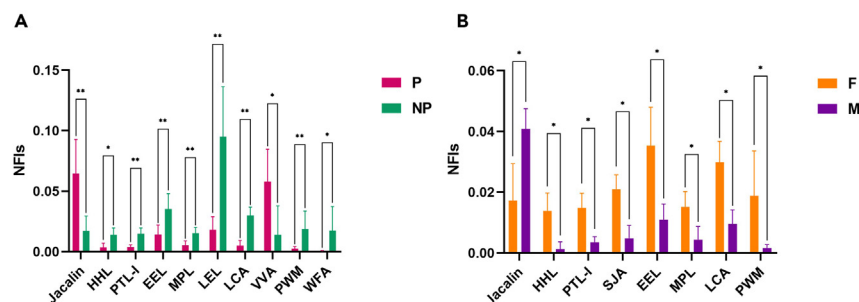 A
NFIs
0.15
0.10
0.05
0.00
** * ** ** ** ** ** * ** *
Jacalin HHL PTL-I EEL MPL LEL LCA VVA PWM WFA
P
NP
B
NFIs
0.06
0.04
0.02
0.00
* * * * * * * *
Jacalin HHL PTL-I SJA EEL MPL LCA PWM
F
M